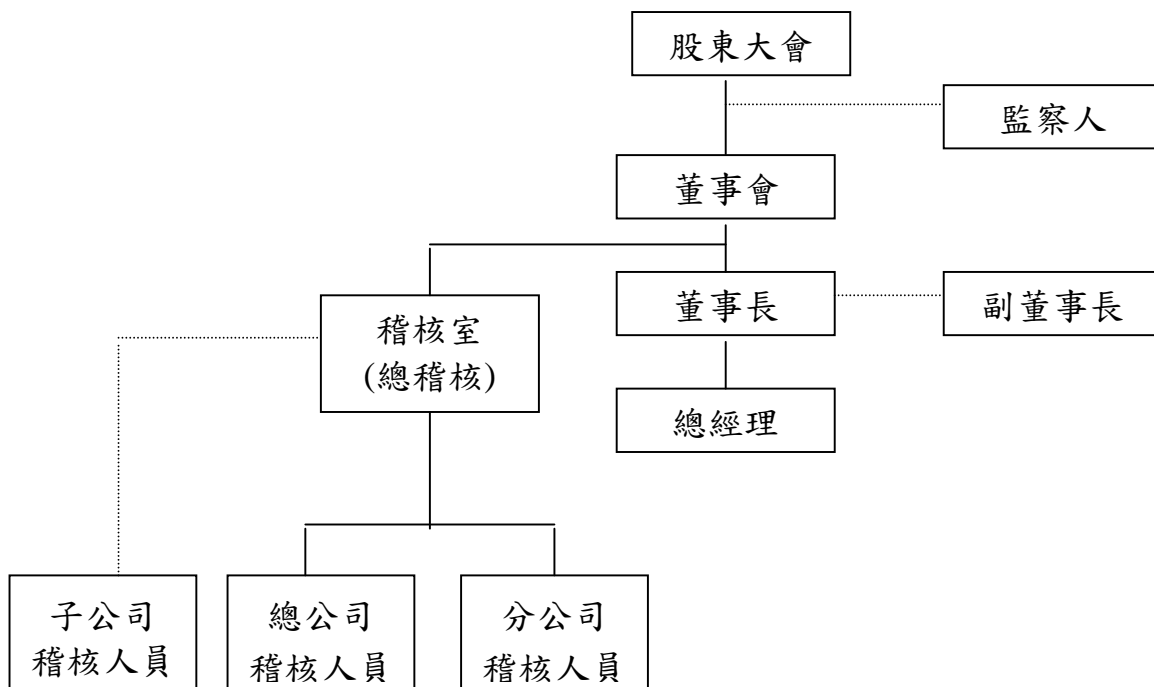 股東大會
監察人
董事會
董事長
副董事長
稽核室
(總稽核)
總經理
子公司
稽核人員
總公司
稽核人員
分公司
稽核人員